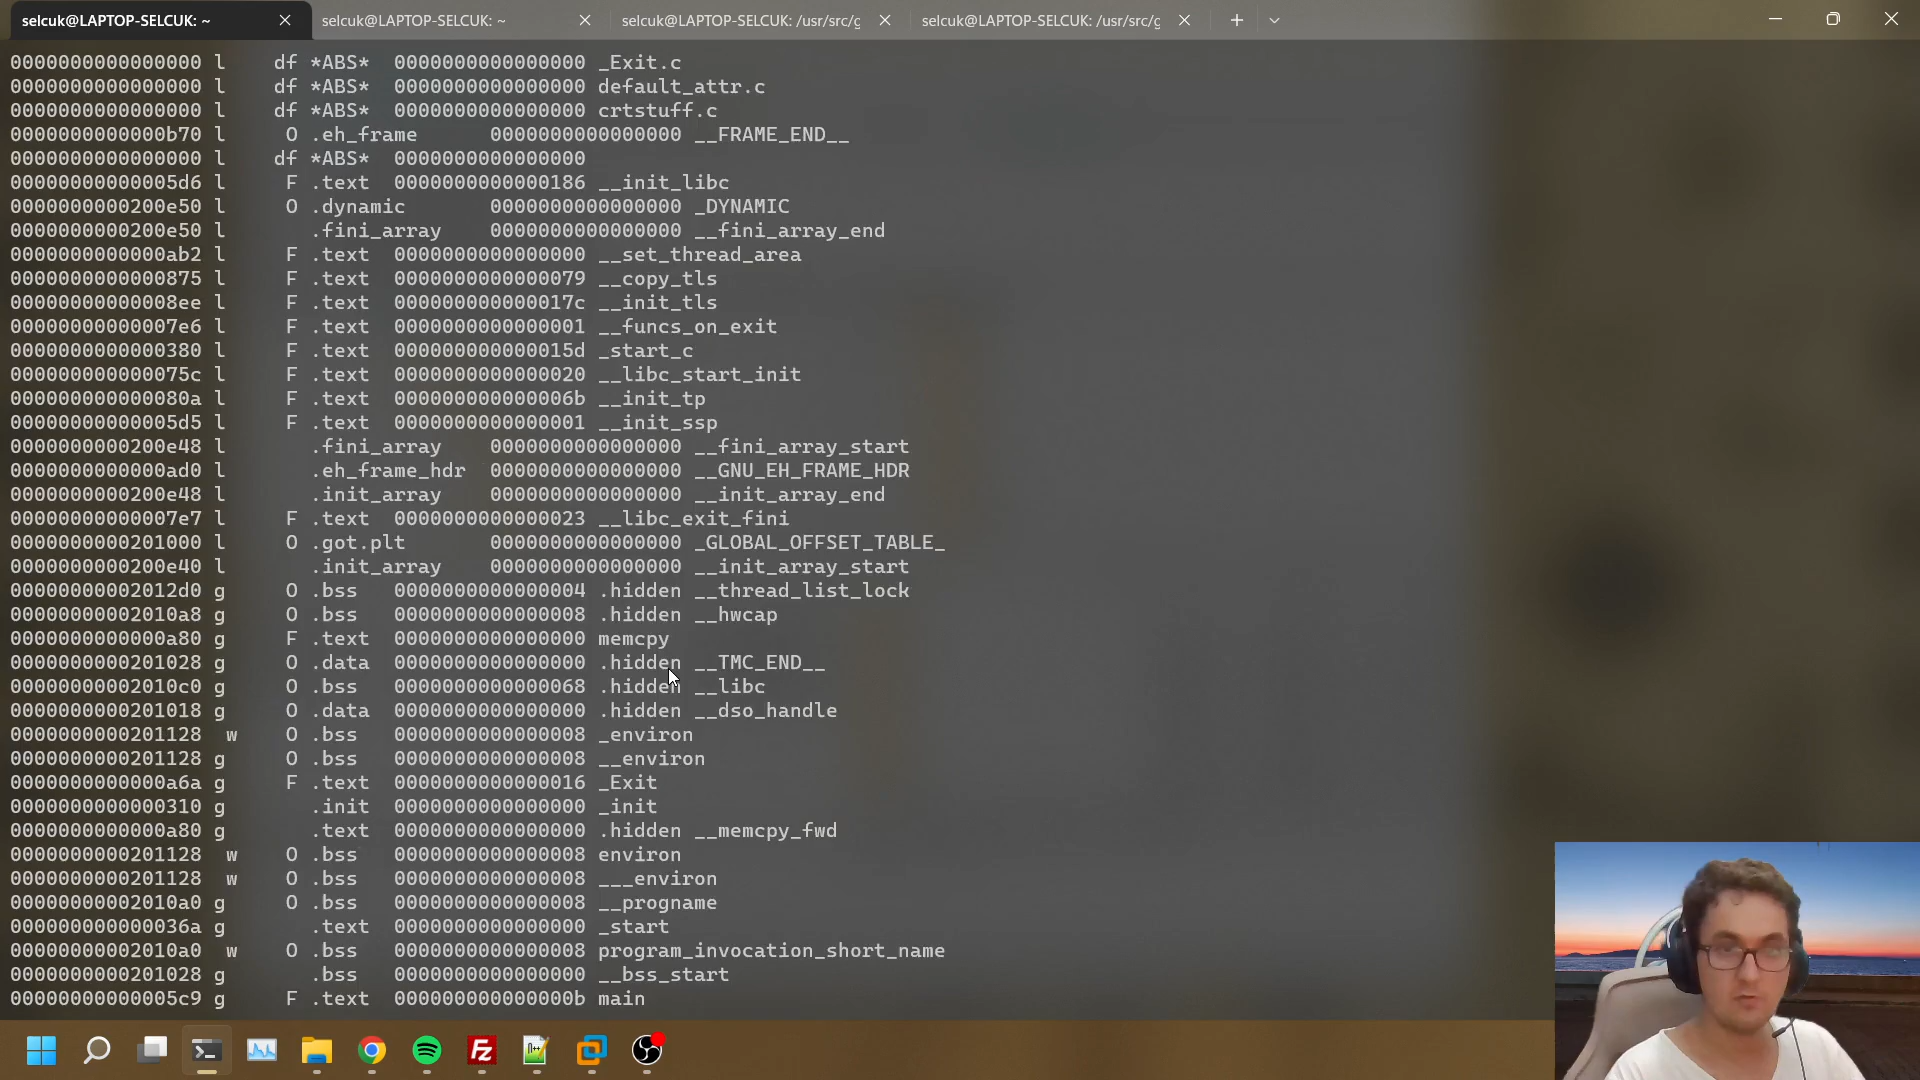 selcuk@LAPTOP-SELCUK: ~ selcuk@LAPTOP-SELCUK: ~ selcuk@LAPTOP-SELCUK: /usr/src/g selcuk@LAPTOP-SELCUK: /usr/src/g
0000000000000000 l    df *ABS*  0000000000000000 _Exit.c
0000000000000000 l    df *ABS*  0000000000000000 default_attr.c
0000000000000000 l    df *ABS*  0000000000000000 crtstuff.c
0000000000000b70 l     O .eh_frame      0000000000000000 __FRAME_END__
0000000000000000 l    df *ABS*  0000000000000000
00000000000005d6 l     F .text  0000000000000186 __init_libc
0000000000200e50 l     O .dynamic       0000000000000000 _DYNAMIC
0000000000200e50 l       .fini_array    0000000000000000 __fini_array_end
0000000000000ab2 l     F .text  0000000000000000 __set_thread_area
0000000000000875 l     F .text  0000000000000079 __copy_tls
00000000000008ee l     F .text  000000000000017c __init_tls
00000000000007e6 l     F .text  0000000000000001 __funcs_on_exit
0000000000000380 l     F .text  000000000000015d _start_c
000000000000075c l     F .text  0000000000000020 __libc_start_init
000000000000080a l     F .text  000000000000006b __init_tp
00000000000005d5 l     F .text  0000000000000001 __init_ssp
0000000000200e48 l       .fini_array    0000000000000000 __fini_array_start
0000000000000ad0 l       .eh_frame_hdr  0000000000000000 __GNU_EH_FRAME_HDR
0000000000200e48 l       .init_array    0000000000000000 __init_array_end
00000000000007e7 l     F .text  0000000000000023 __libc_exit_fini
0000000000201000 l     O .got.plt       0000000000000000 _GLOBAL_OFFSET_TABLE_
0000000000200e40 l       .init_array    0000000000000000 __init_array_start
00000000002012d0 g     O .bss   0000000000000004 .hidden __thread_list_lock
00000000002010a8 g     O .bss   0000000000000008 .hidden __hwcap
0000000000000a80 g     F .text  0000000000000000 memcpy
0000000000201028 g     O .data  0000000000000000 .hidden __TMC_END__
00000000002010c0 g     O .bss   0000000000000068 .hidden __libc
0000000000201018 g     O .data  0000000000000000 .hidden __dso_handle
0000000000201128  w    O .bss   0000000000000008 _environ
0000000000201128 g     O .bss   0000000000000008 __environ
0000000000000a6a g     F .text  0000000000000016 _Exit
0000000000000310 g       .init  0000000000000000 _init
0000000000000a80 g       .text  0000000000000000 .hidden __memcpy_fwd
0000000000201128  w    O .bss   0000000000000008 environ
0000000000201128  w    O .bss   0000000000000008 ___environ
00000000002010a0 g     O .bss   0000000000000008 __progname
000000000000036a g       .text  0000000000000000 _start
00000000002010a0  w    O .bss   0000000000000008 program_invocation_short_name
0000000000201028 g       .bss   0000000000000000 __bss_start
00000000000005c9 g     F .text  000000000000000b main